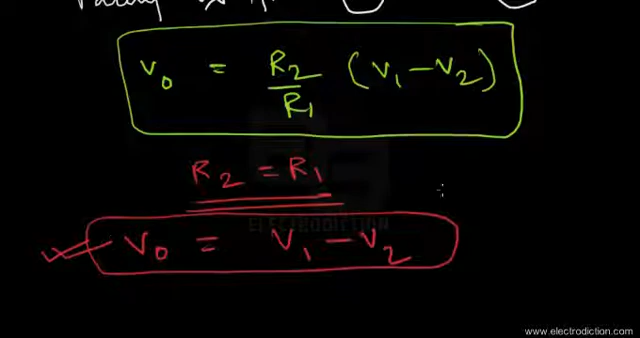 V₀ = R₂/R₁ (V₁ – V₂)
R₂ = R₁
ELECTRODICTION
V₀ = V₁ – V₂
www.electrodiction.com